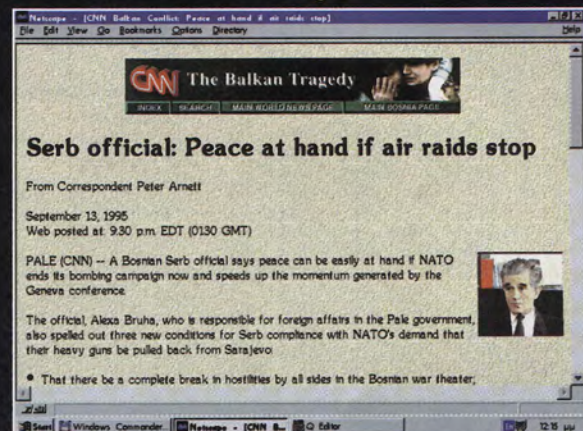 Netscape - [CNN Balkan Conflict: Peace at hand if air raids stop]
File Edit View Go Bookmarks Options Directory Help
CNN The Balkan Tragedy
INDEX SEARCH MAIN WORLD NEWS PAGE MAIN BOSNIA PAGE
Serb official: Peace at hand if air raids stop
From Correspondent Peter Arnett
September 13, 1995
Web posted at: 9:30 p.m. EDT (0130 GMT)
PALE (CNN) -- A Bosnian Serb official says peace can be easily at hand if NATO
ends its bombing campaign now and speeds up the momentum generated by the
Geneva conference
The official, Alexa Bruha, who is responsible for foreign affairs in the Pale government,
also spelled out three new conditions for Serb compliance with NATO's demand that
their heavy guns be pulled back from Sarajevo:
• That there be a complete break in hostilities by all sides in the Bosnian war theater;
Start Windows Commander... Netscape - [CNN B... Q Editor 12:15 μμ